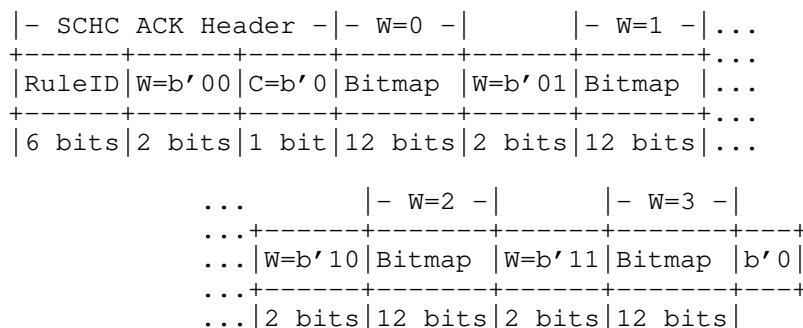 |- SCHC ACK Header -|- W=0 -|      |- W=1 -|...
+------+------+-----+-------+------+-------+...
|RuleID|W=b’00|C=b’0|Bitmap |W=b’01|Bitmap |...
+------+------+-----+-------+------+-------+...
|6 bits|2 bits|1 bit|12 bits|2 bits|12 bits|...
...       |- W=2 -|      |- W=3 -|
...+------+-------+------+-------+---+
...|W=b’10|Bitmap |W=b’11|Bitmap |b’0|
...+------+-------+------+-------+---+
...|2 bits|12 bits|2 bits|12 bits|